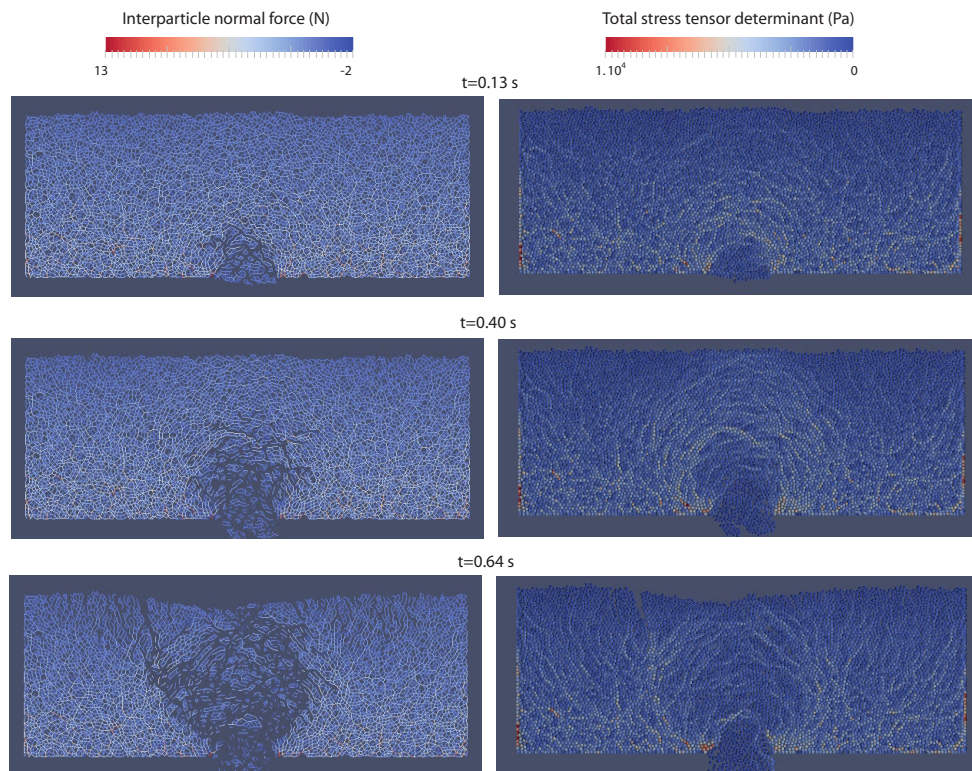 Interparticle normal force (N)
Total stress tensor determinant (Pa)
13
-2
1.10⁴
0
t=0.13 s
t=0.40 s
t=0.64 s